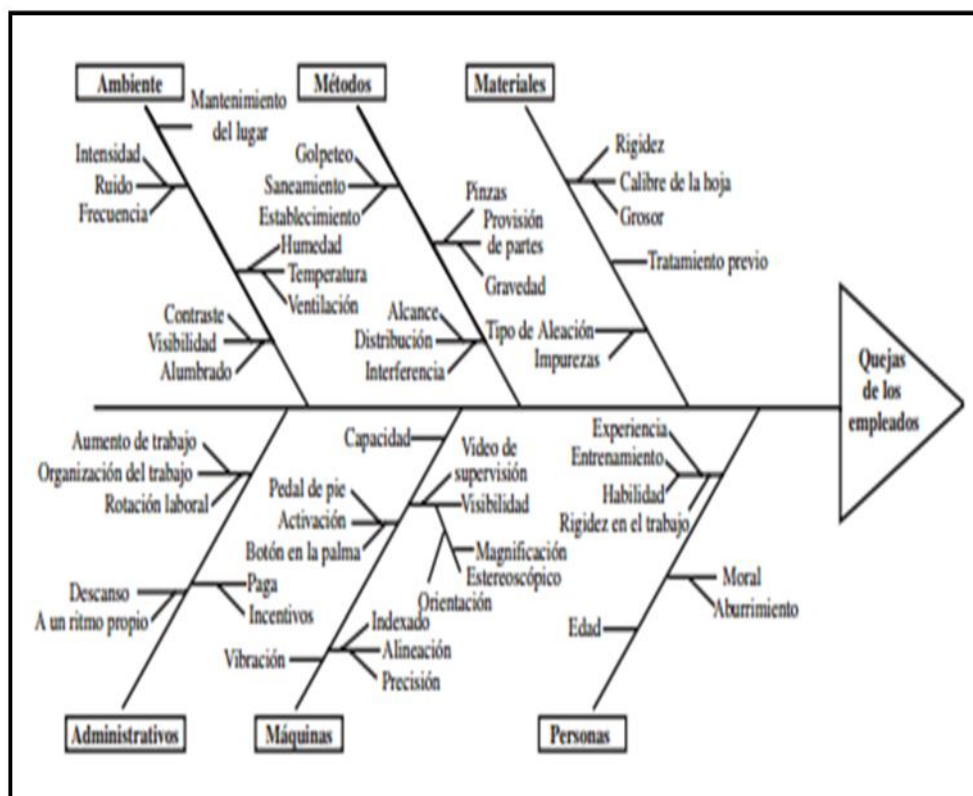 Ambiente
Métodos
Materiales
Mantenimiento
del lugar
Intensidad
Ruido
Frecuencia
Humedad
Temperatura
Ventilación
Contraste
Visibilidad
Alumbrado
Golpeteo
Saneamiento
Establecimiento
Pinzas
Provisión
de partes
Gravedad
Alcance
Distribución
Interferencia
Rigidez
Calibre de la hoja
Grosor
Tratamiento previo
Tipo de Aleación
Impurezas
Quejas
de los
empleados
Aumento de trabajo
Organización del trabajo
Rotación laboral
Paga
Incentivos
Descanso
A un ritmo propio
Capacidad
Video de
supervisión
Visibilidad
Magnificación
Estereoscópico
Orientación
Pedal de pie
Activación
Botón en la palma
Indexado
Alineación
Precisión
Vibración
Experiencia
Entrenamiento
Habilidad
Rigidez en el trabajo
Moral
Aburrimiento
Edad
Administrativos
Máquinas
Personas